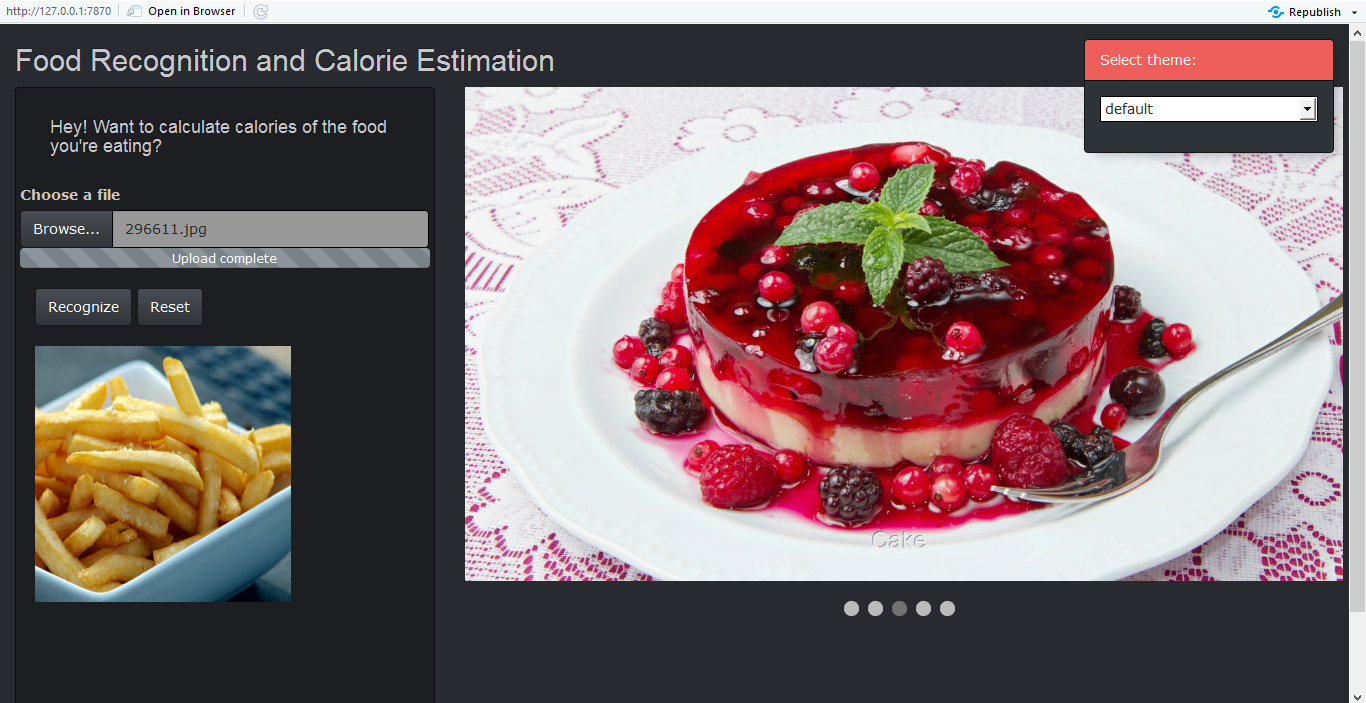 http://127.0.0.1:7870
Open in Browser
Republish
Food Recognition and Calorie Estimation
Select theme:
default
Hey! Want to calculate calories of the food
you're eating?
Choose a file
Browse...
296611.jpg
Upload complete
Recognize
Reset
Cake